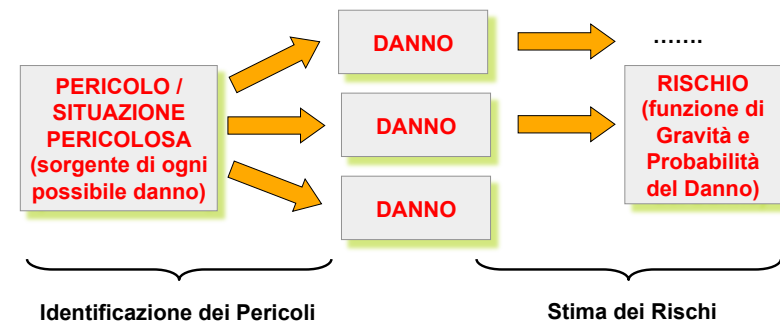 PERICOLO /
SITUAZIONE
PERICOLOSA
(sorgente di ogni
possibile danno)
DANNO
DANNO
DANNO
.......
RISCHIO
(funzione di
Gravità e
Probabilità
del Danno)
Identificazione dei Pericoli
Stima dei Rischi